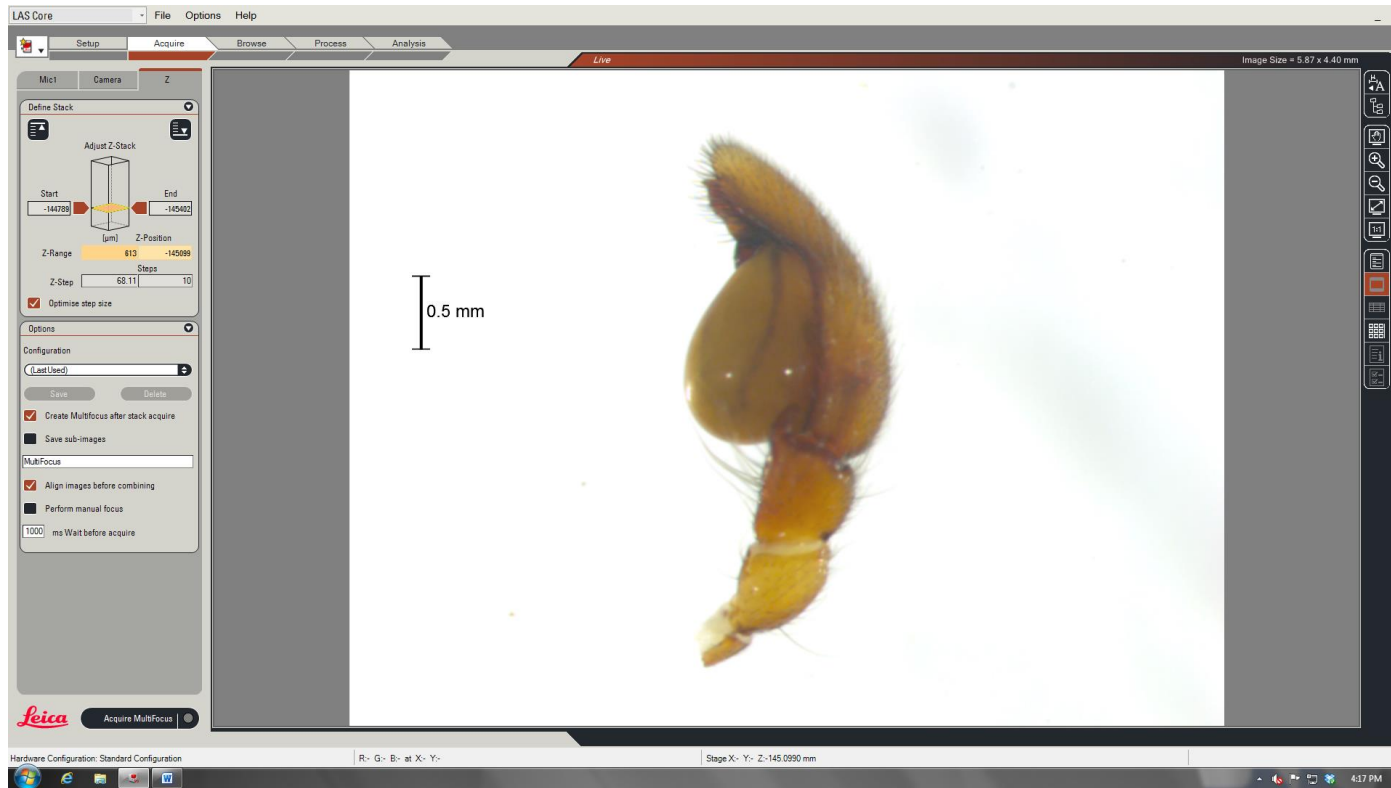 LAS Core File Options Help
Setup Acquire Browse Process Analysis
Live Image Size = 5.87 x 4.40 mm
Mic1 Camera Z
Define Stack
Adjust Z-Stack
Start End
-144789 -145402
[µm] Z-Position
Z-Range 613 -145099
Steps
Z-Step 68.11 10
Optimise step size
Options
Configuration
(LastUsed)
Save Delete
Create Multifocus after stack acquire
Save sub-images
MultiFocus
Align images before combining
Perform manual focus
1000 ms Wait before acquire
0.5 mm
Leica Acquire MultiFocus
Hardware Configuration: Standard Configuration R:- G:- B:- at X:- Y:- Stage X:- Y:- Z:-145.0990 mm
4:17 PM